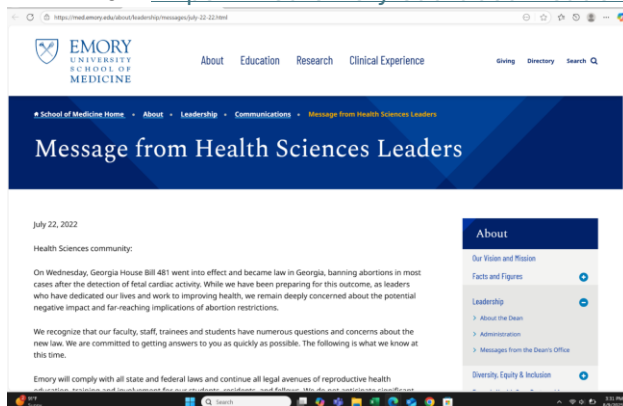 https://med.emory.edu/about/leadership/messages/july-22-22.html
EMORY
UNIVERSITY
SCHOOL OF
MEDICINE
About Education Research Clinical Experience
Giving Directory Search
School of Medicine Home • About • Leadership • Communications • Message from Health Sciences Leaders
Message from Health Sciences Leaders
July 22, 2022
Health Sciences community:
On Wednesday, Georgia House Bill 481 went into effect and became law in Georgia, banning abortions in most
cases after the detection of fetal cardiac activity. While we have been preparing for this outcome, as leaders
who have dedicated our lives and work to improving health, we remain deeply concerned about the potential
negative impact and far-reaching implications of abortion restrictions.
We recognize that our faculty, staff, trainees and students have numerous questions and concerns about the
new law. We are committed to getting answers to you as quickly as possible. The following is what we know at
this time.
Emory will comply with all state and federal laws and continue all legal avenues of reproductive health
About
Our Vision and Mission
Facts and Figures
Leadership
> About the Dean
> Administration
> Messages from the Dean's Office
Diversity, Equity & Inclusion
Search
3:31 PM